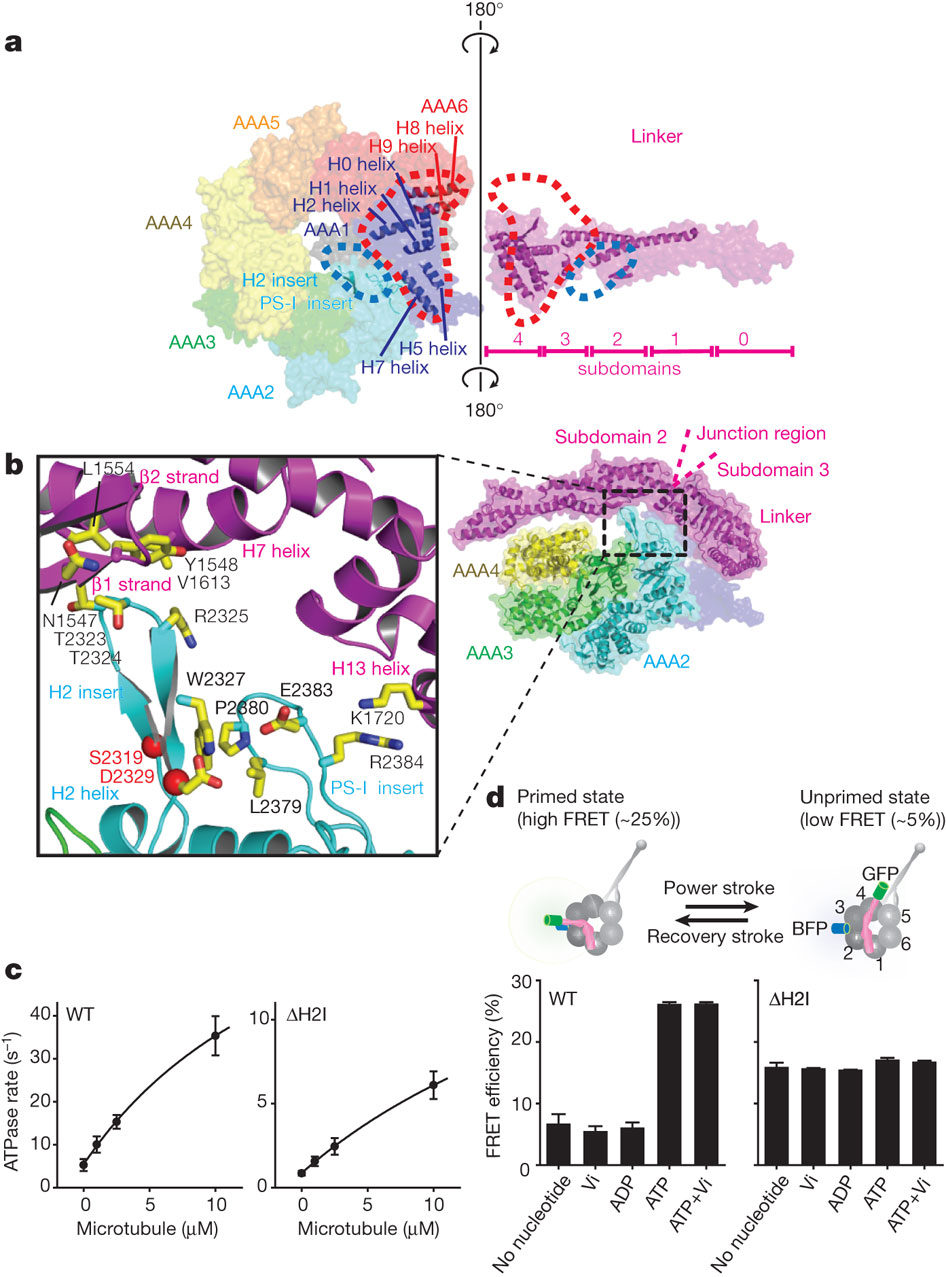 a
180°
AAA5
AAA6
H8 helix
H9 helix
H0 helix
H1 helix
H2 helix
AAA4
AAA1
H2 insert
PS-I insert
AAA3
H5 helix
H7 helix
AAA2
180°
Linker
4 3 2 1 0
subdomains
b
L1554
β2 strand
H7 helix
Y1548
V1613
β1 strand
N1547
T2323
T2324
R2325
H13 helix
H2 insert
W2327
P2380
E2383
K1720
S2319
D2329
R2384
H2 helix
L2379
PS-I insert
Subdomain 2
Junction region
Subdomain 3
Linker
AAA4
AAA3
AAA2
c
WT
ΔH2I
ATPase rate (s⁻¹)
40
30
20
10
0
10
5
0
0 5 10
0 5 10
Microtubule (μM)
Microtubule (μM)
d
Primed state
(high FRET (~25%))
Unprimed state
(low FRET (~5%))
Power stroke
Recovery stroke
GFP
BFP
4
3
5
2
6
1
FRET efficiency (%)
30
20
10
0
WT
ΔH2I
No nucleotide
Vi
ADP
ATP
ATP+Vi
No nucleotide
Vi
ADP
ATP
ATP+Vi